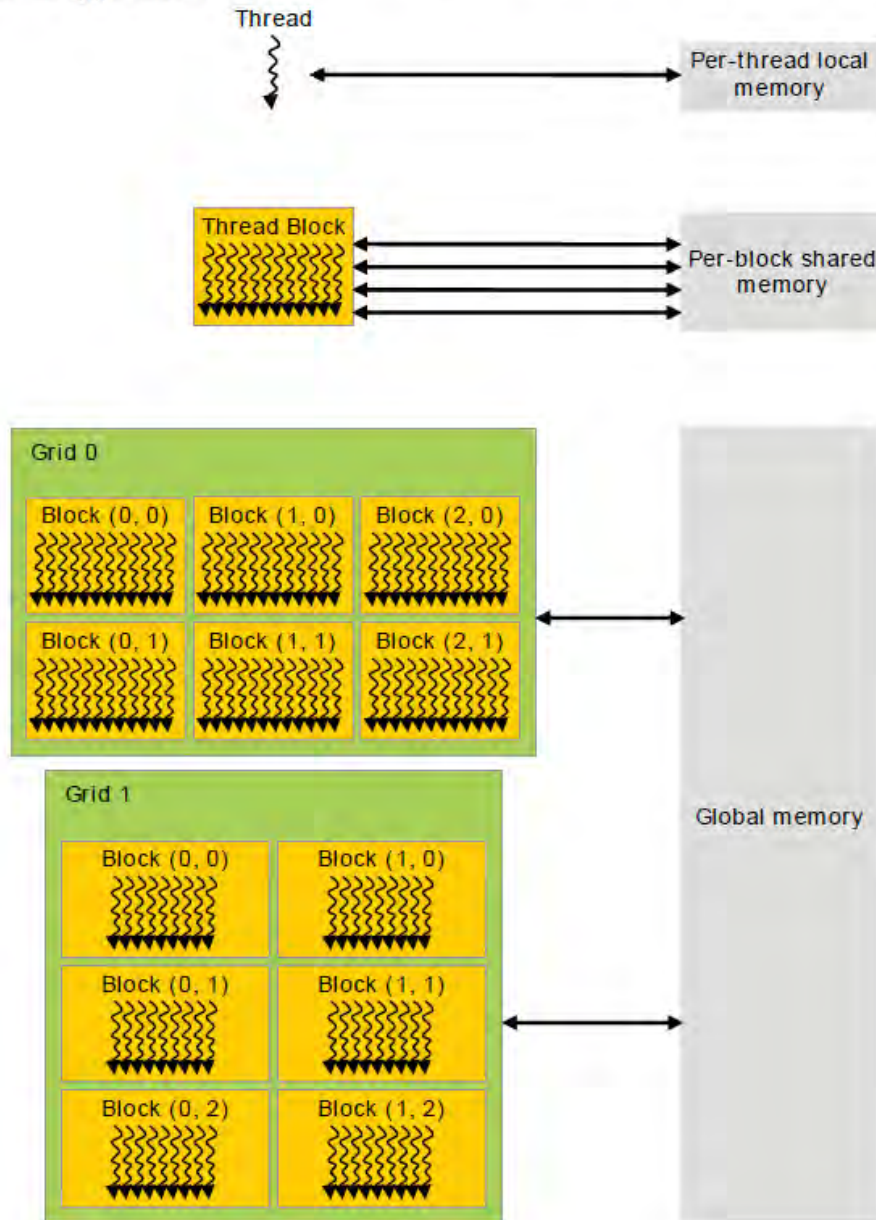 Thread
Per-thread local
memory
Thread Block
Per-block shared
memory
Grid 0
Block (0, 0)
Block (1, 0)
Block (2, 0)
Block (0, 1)
Block (1, 1)
Block (2, 1)
Grid 1
Global memory
Block (0, 0)
Block (1, 0)
Block (0, 1)
Block (1, 1)
Block (0, 2)
Block (1, 2)